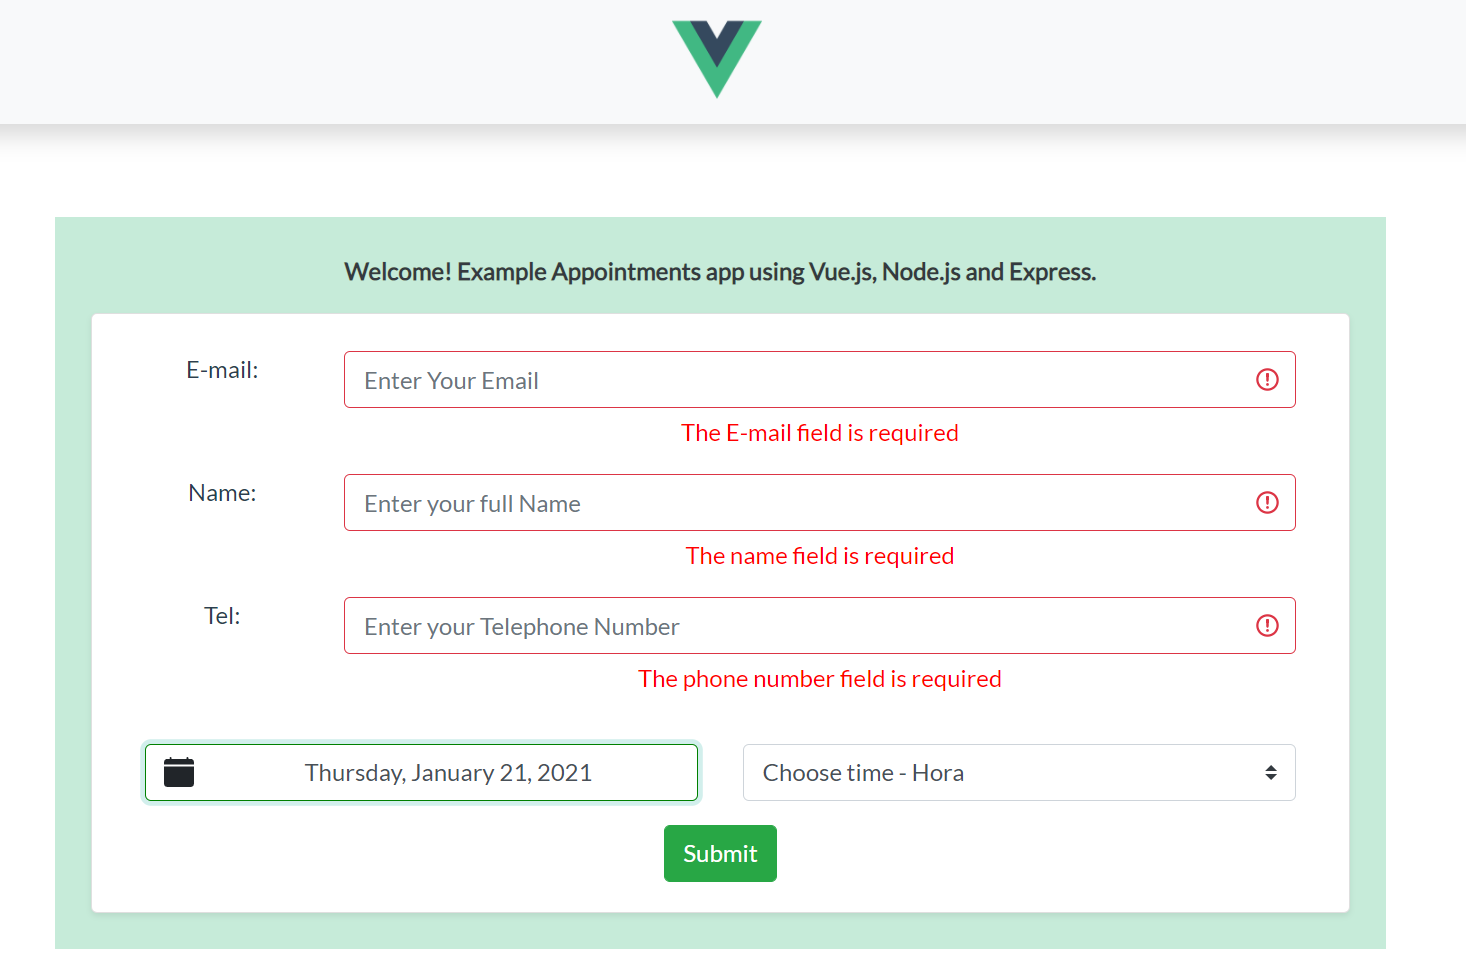 Welcome! Example Appointments app using Vue.js, Node.js and Express.
E-mail:
Enter Your Email
The E-mail field is required
Name:
Enter your full Name
The name field is required
Tel:
Enter your Telephone Number
The phone number field is required
Thursday, January 21, 2021
Choose time - Hora
Submit